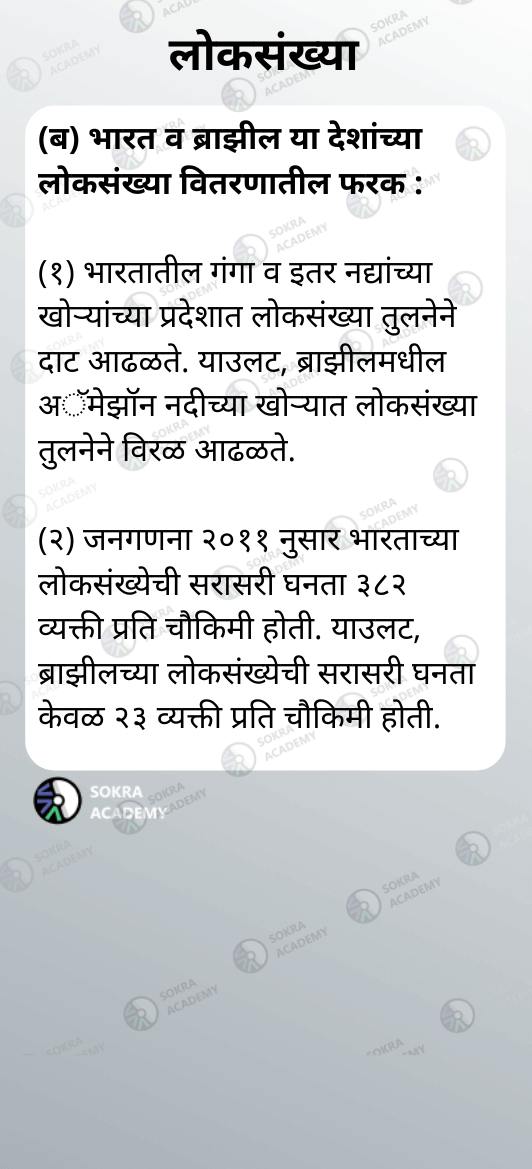 लोकसंख्या
(ब) भारत व ब्राझील या देशांच्या
लोकसंख्या वितरणातील फरक :
(१) भारतातील गंगा व इतर नद्यांच्या
खोऱ्यांच्या प्रदेशात लोकसंख्या तुलनेने
दाट आढळते. याउलट, ब्राझीलमधील
अॅमेझॉन नदीच्या खोऱ्यात लोकसंख्या
तुलनेने विरळ आढळते.
(२) जनगणना २०११ नुसार भारताच्या
लोकसंख्येची सरासरी घनता ३८२
व्यक्ती प्रति चौकिमी होती. याउलट,
ब्राझीलच्या लोकसंख्येची सरासरी घनता
केवळ २३ व्यक्ती प्रति चौकिमी होती.
SOKRA
ACADEMY